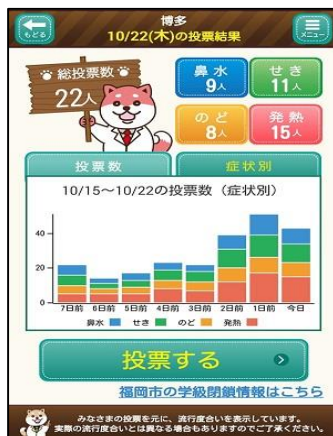 もどる
博多
メニュー
10/22(木)の投票結果
総投票数
22人
鼻水
9人
せき
11人
のど
8人
発熱
15人
投票数
症状別
10/15～10/22の投票数（症状別）
40
20
0
7日前 6日前 5日前 4日前 3日前 2日前 1日前 今日
鼻水 せき のど 発熱
投票する
福岡市の学級閉鎖情報はこちら
みなさまの投票を元に、流行度合いを表示しています。
実際の流行度合いとは異なる場合もありますのでご了承ください。